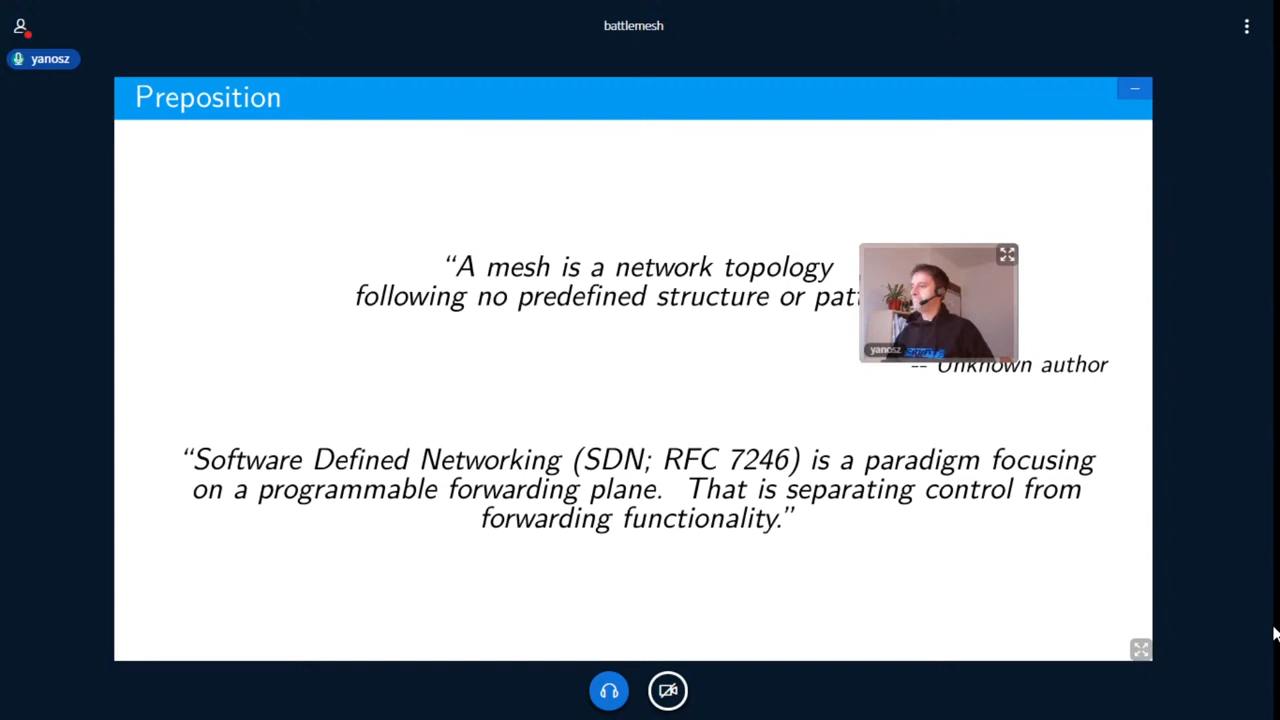 battlemesh
yanosz
Preposition
“A mesh is a network topology
following no predefined structure or
yanosz
-- Unknown author
“Software Defined Networking (SDN; RFC 7246) is a paradigm focusing
on a programmable forwarding plane. That is separating control from
forwarding functionality.”